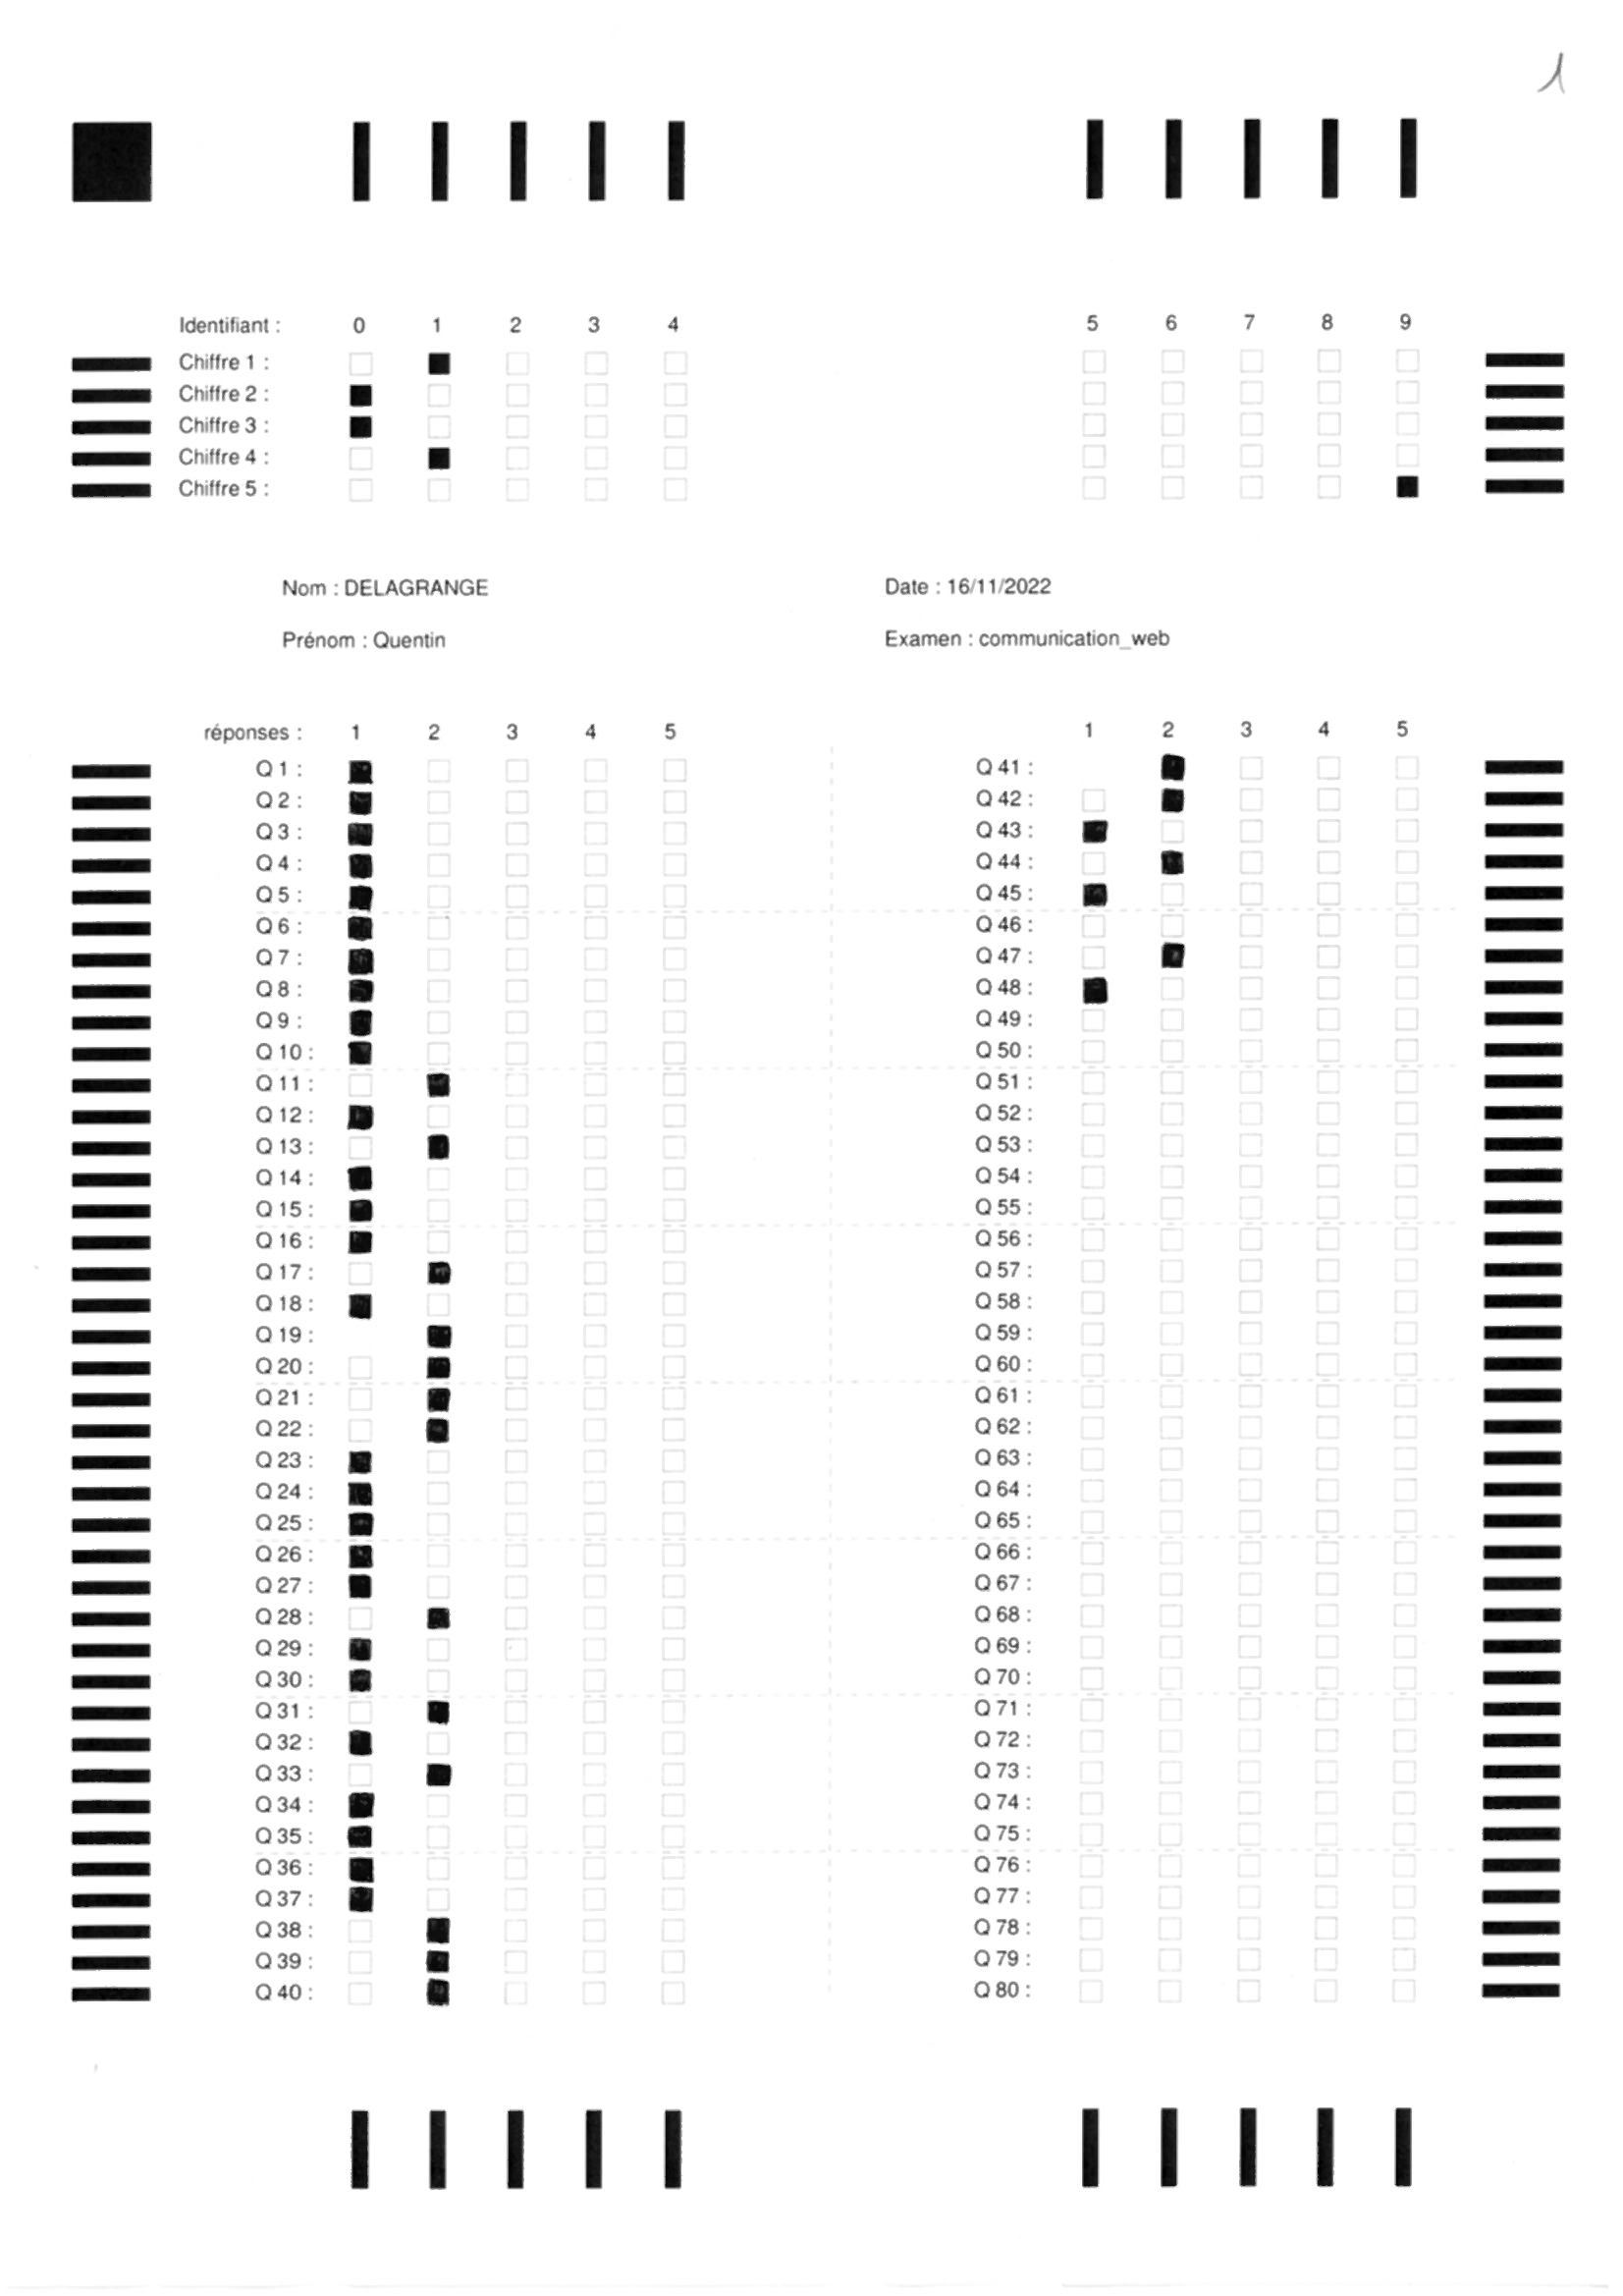 1
Identifiant : 0 1 2 3 4 5 6 7 8 9
Chiffre 1 :
Chiffre 2 :
Chiffre 3 :
Chiffre 4 :
Chiffre 5 :
Nom : DELAGRANGE Date : 16/11/2022
Prénom : Quentin Examen : communication_web
réponses : 1 2 3 4 5 1 2 3 4 5
Q 1 : Q 41 :
Q 2 : Q 42 :
Q 3 : Q 43 :
Q 4 : Q 44 :
Q 5 : Q 45 :
Q 6 : Q 46 :
Q 7 : Q 47 :
Q 8 : Q 48 :
Q 9 : Q 49 :
Q 10 : Q 50 :
Q 11 : Q 51 :
Q 12 : Q 52 :
Q 13 : Q 53 :
Q 14 : Q 54 :
Q 15 : Q 55 :
Q 16 : Q 56 :
Q 17 : Q 57 :
Q 18 : Q 58 :
Q 19 : Q 59 :
Q 20 : Q 60 :
Q 21 : Q 61 :
Q 22 : Q 62 :
Q 23 : Q 63 :
Q 24 : Q 64 :
Q 25 : Q 65 :
Q 26 : Q 66 :
Q 27 : Q 67 :
Q 28 : Q 68 :
Q 29 : Q 69 :
Q 30 : Q 70 :
Q 31 : Q 71 :
Q 32 : Q 72 :
Q 33 : Q 73 :
Q 34 : Q 74 :
Q 35 : Q 75 :
Q 36 : Q 76 :
Q 37 : Q 77 :
Q 38 : Q 78 :
Q 39 : Q 79 :
Q 40 : Q 80 :